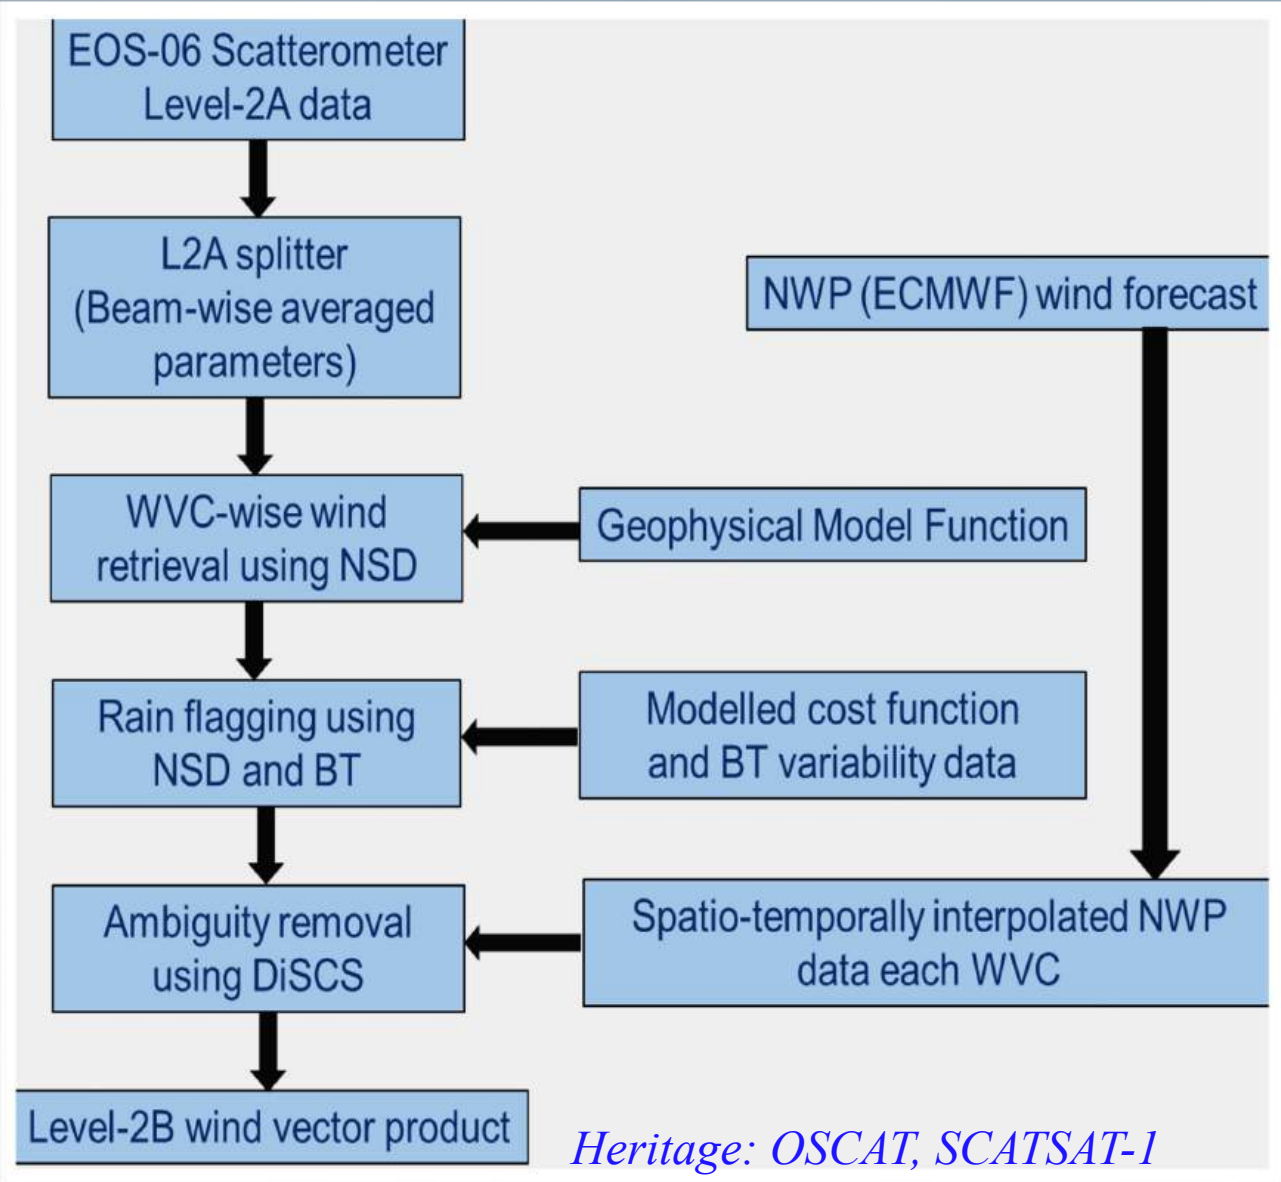 EOS-06 Scatterometer
Level-2A data
L2A splitter
(Beam-wise averaged
parameters)
NWP (ECMWF) wind forecast
WVC-wise wind
retrieval using NSD
Geophysical Model Function
Rain flagging using
NSD and BT
Modelled cost function
and BT variability data
Ambiguity removal
using DiSCS
Spatio-temporally interpolated NWP
data each WVC
Level-2B wind vector product
Heritage: OSCAT, SCATSAT-1